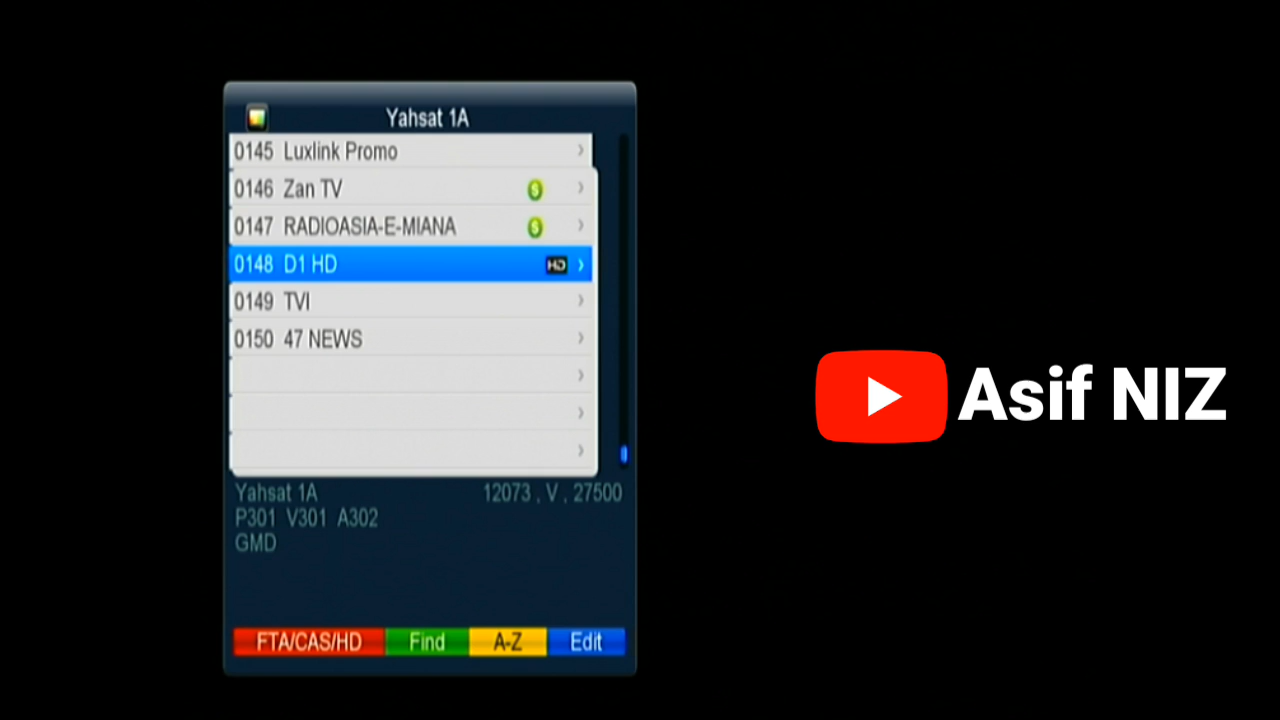 Yahsat 1A
0145 Luxlink Promo
0146 Zan TV
0147 RADIOASIA-E-MIANA
0148 D1 HD HD
0149 TVI
0150 47 NEWS
Yahsat 1A 12073 , V , 27500
P301 V301 A302
GMD
FTA/CAS/HD Find A-Z Edit
Asif NIZ